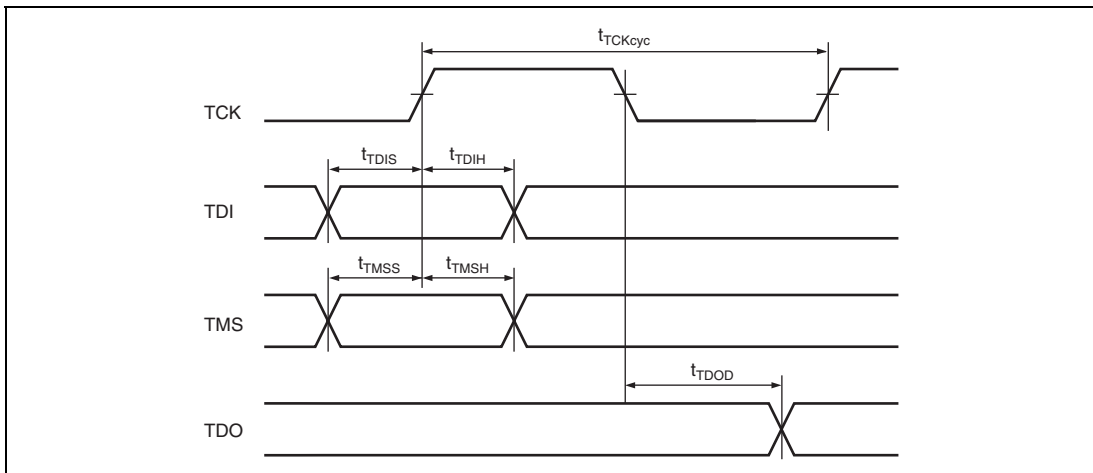 tTCKcyc
TCK
tTDIS tTDIH
TDI
tTMSS tTMSH
TMS
tTDOD
TDO